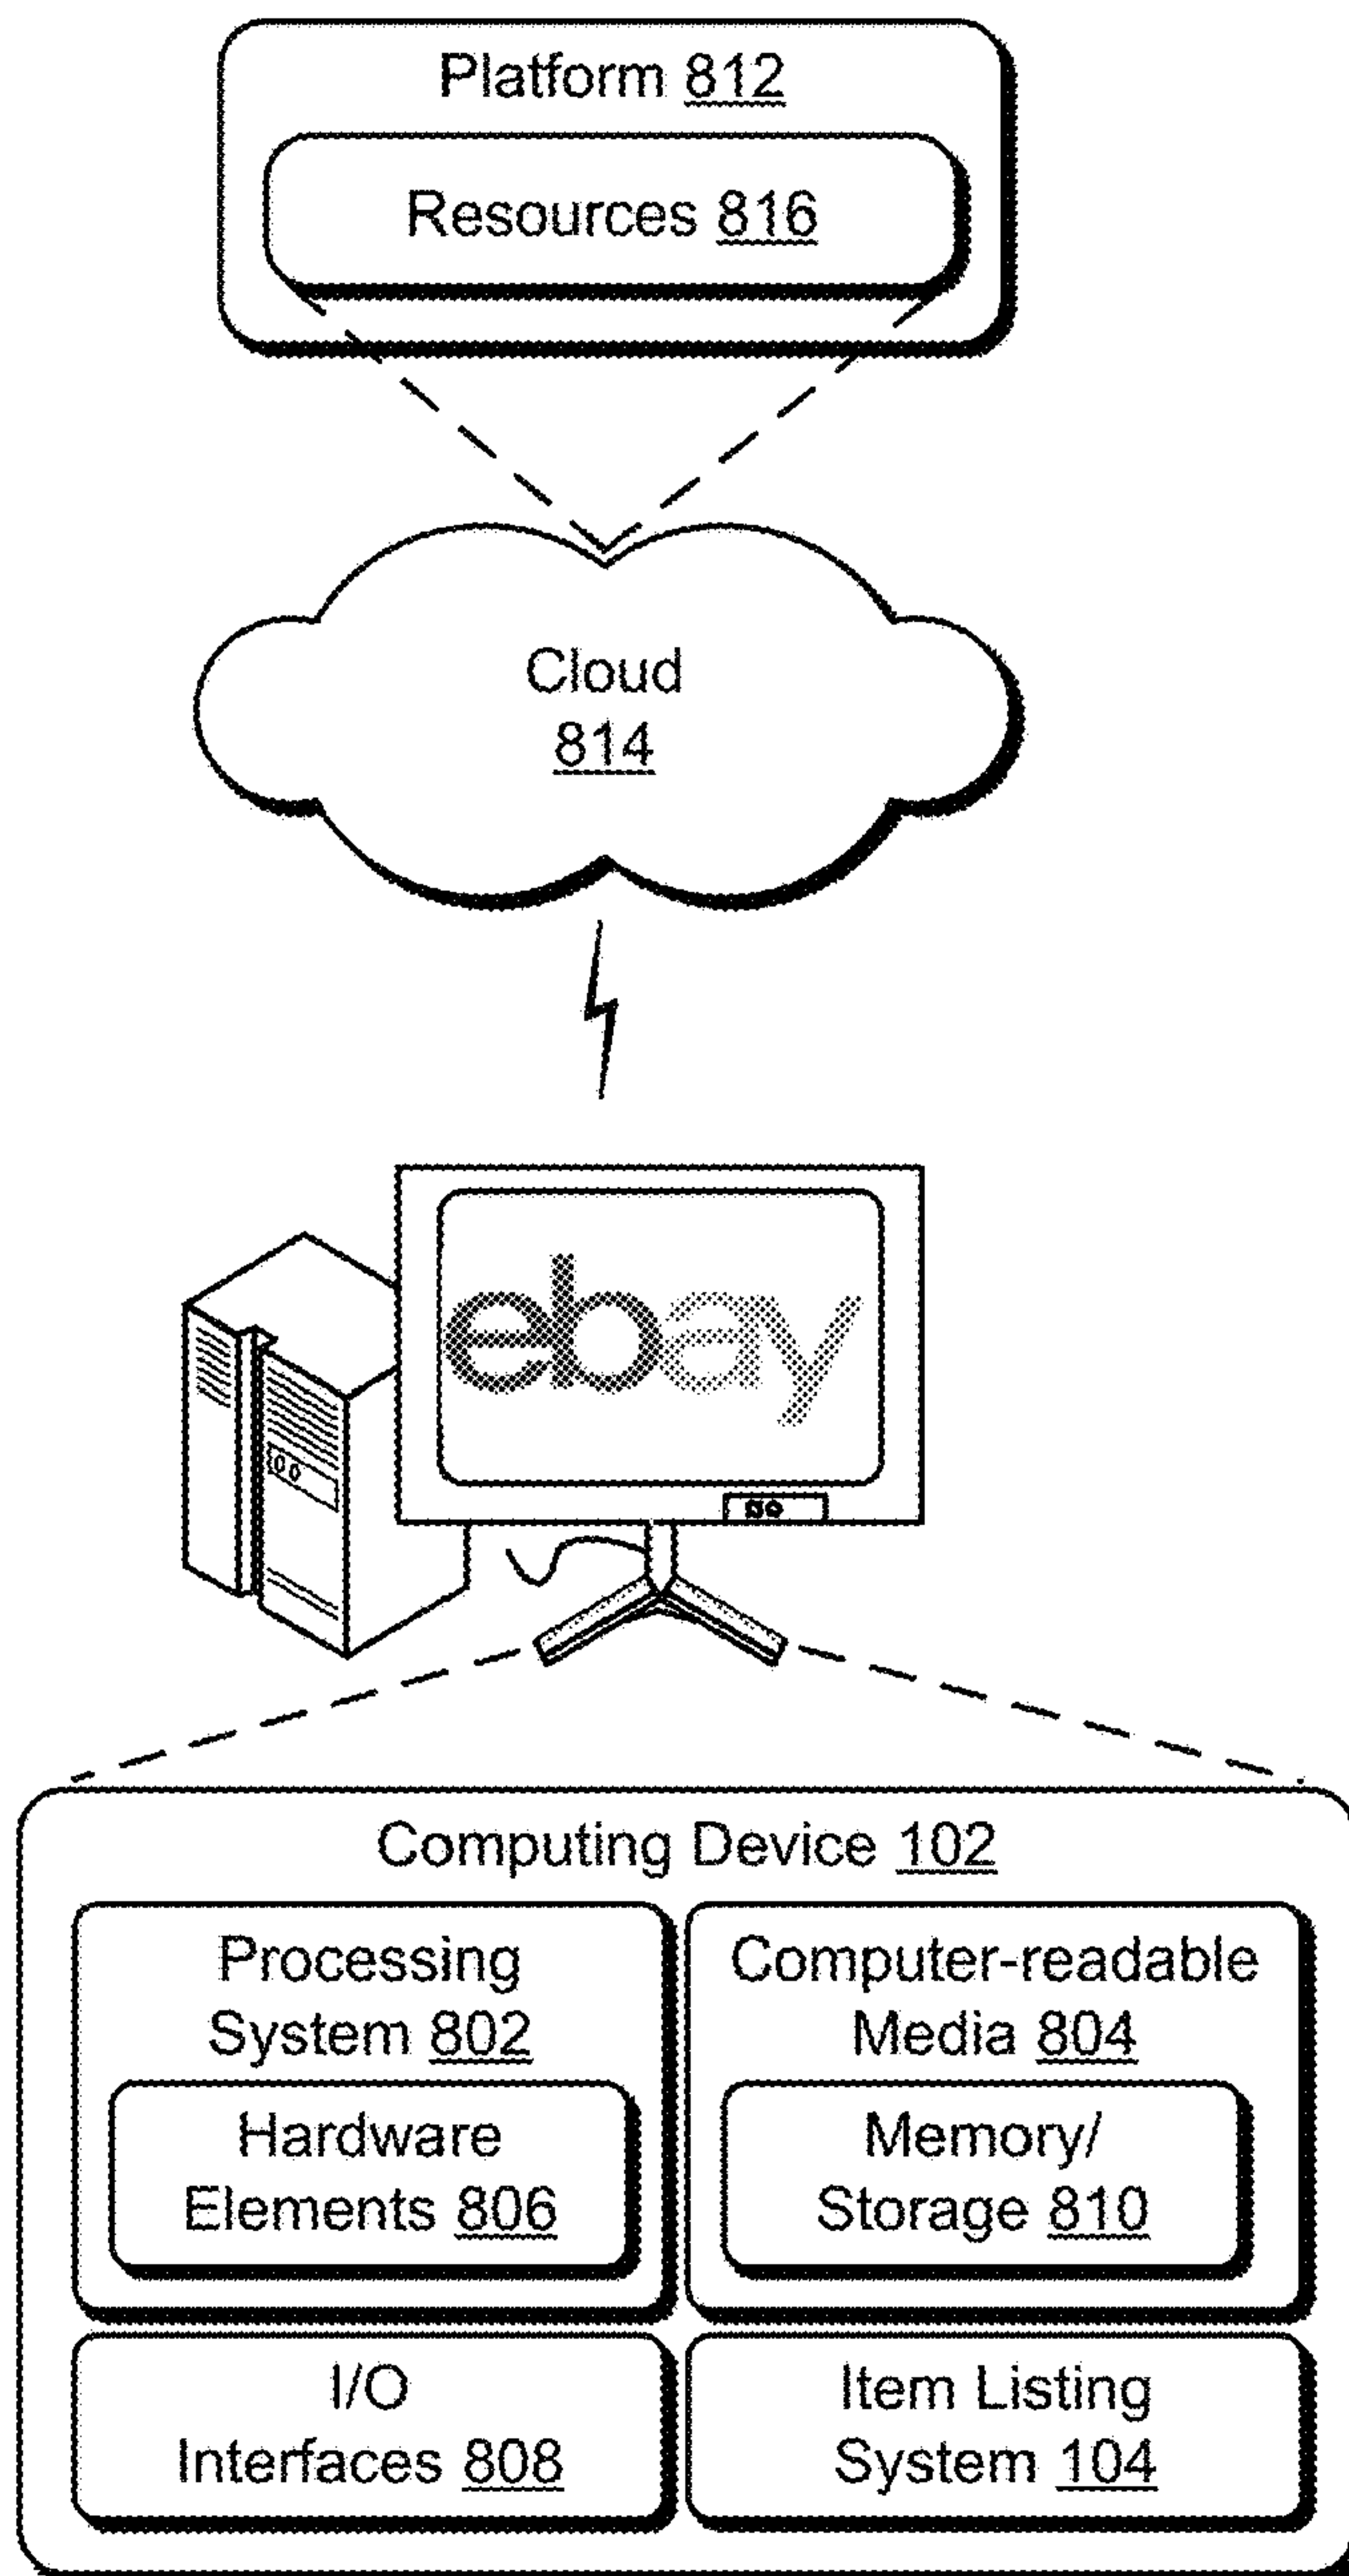 Platform 812
Resources 816
Cloud
814
ebay
Computing Device 102
Processing
System 802
Hardware
Elements 806
Computer-readable
Media 804
Memory/
Storage 810
I/O
Interfaces 808
Item Listing
System 104